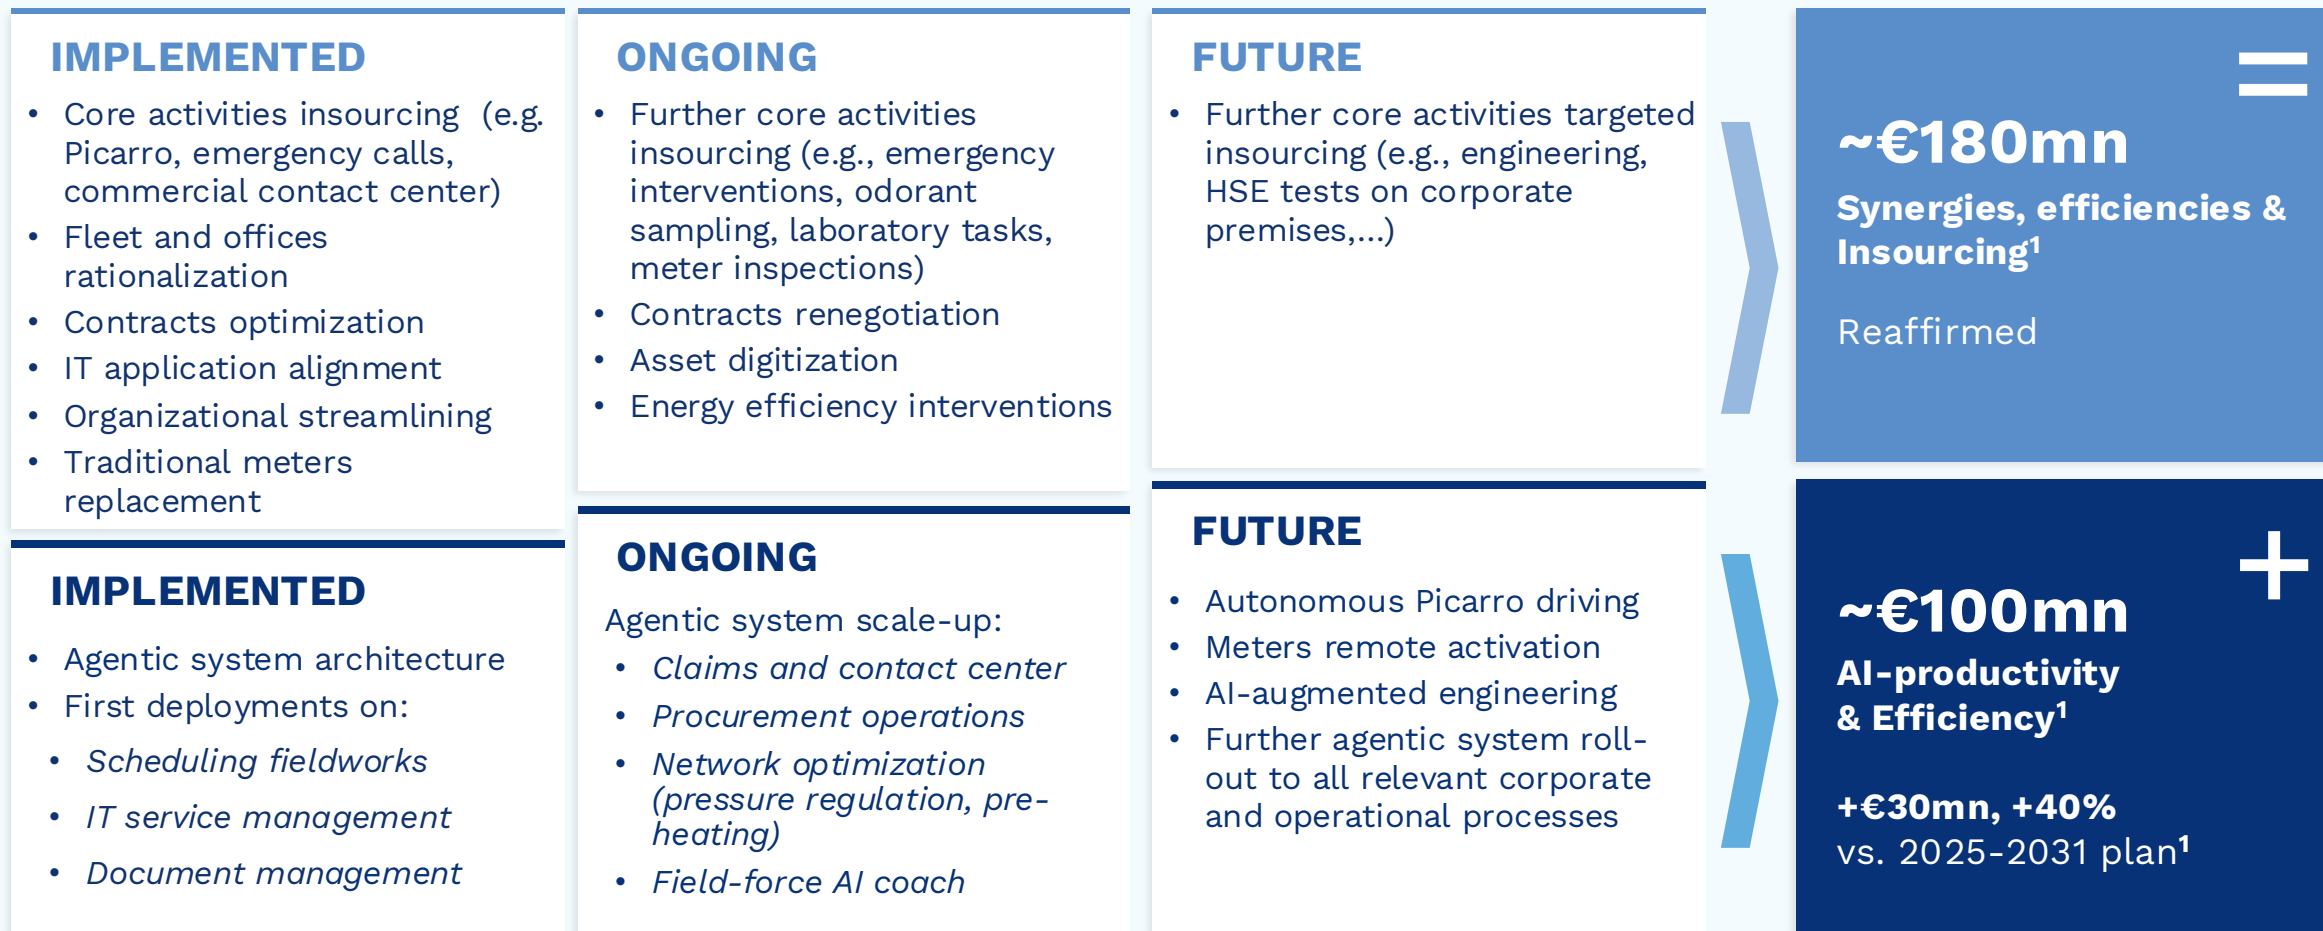 IMPLEMENTED
• Core activities insourcing (e.g.
Picarro, emergency calls,
commercial contact center)
• Fleet and offices
rationalization
• Contracts optimization
• IT application alignment
• Organizational streamlining
• Traditional meters
replacement
ONGOING
• Further core activities
insourcing (e.g., emergency
interventions, odorant
sampling, laboratory tasks,
meter inspections)
• Contracts renegotiation
• Asset digitization
• Energy efficiency interventions
FUTURE
• Further core activities targeted
insourcing (e.g., engineering,
HSE tests on corporate
premises,...)
=
~€180mn
Synergies, efficiencies &
Insourcing¹
Reaffirmed
IMPLEMENTED
• Agentic system architecture
• First deployments on:
• Scheduling fieldworks
• IT service management
• Document management
ONGOING
Agentic system scale-up:
• Claims and contact center
• Procurement operations
• Network optimization
(pressure regulation, pre-
heating)
• Field-force AI coach
FUTURE
• Autonomous Picarro driving
• Meters remote activation
• AI-augmented engineering
• Further agentic system roll-
out to all relevant corporate
and operational processes
+
~€100mn
AI-productivity
& Efficiency¹
+€30mn, +40%
vs. 2025-2031 plan¹